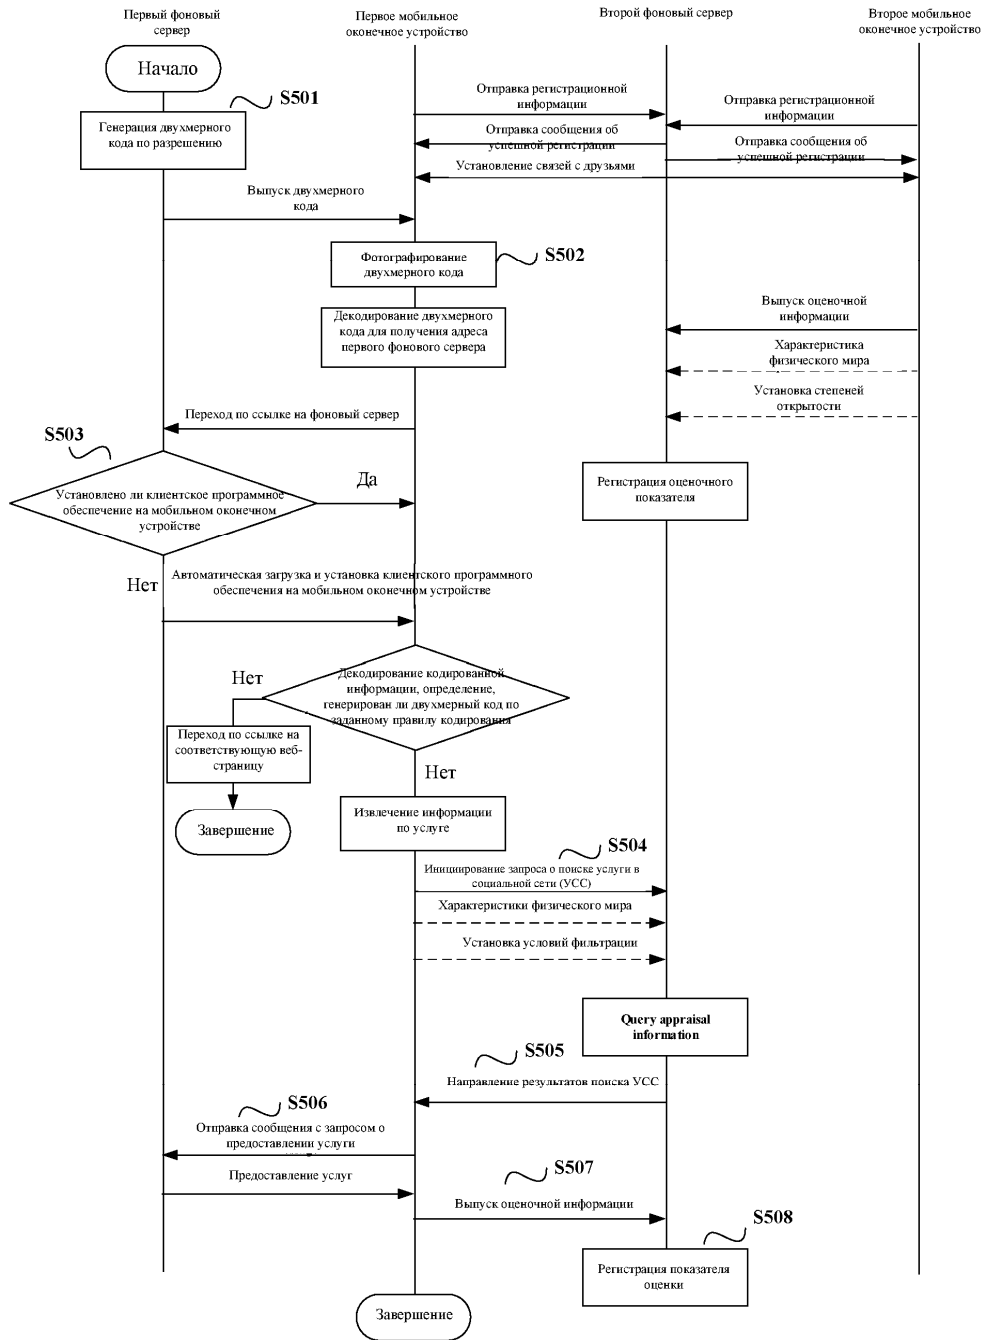 Первый фоновый
сервер
Первое мобильное
оконечное устройство
Второй фоновый сервер
Второе мобильное
оконечное устройство
Начало
S501
Генерация двухмерного
кода по разрешению
Отправка регистрационной
информации
Отправка регистрационной
информации
Отправка сообщения об
успешной регистрации
Отправка сообщения об
успешной регистрации
Установление связей с друзьями
Выпуск двухмерного
кода
Фотографирование
двухмерного кода
S502
Декодирование двухмерного
кода для получения адреса
первого фонового сервера
Выпуск оценочной
информации
Характеристика
физического мира
Установка степеней
открытости
Переход по ссылке на фоновый сервер
S503
Установлено ли клиентское программное
обеспечение на мобильном оконечном
устройстве
Да
Регистрация оценочного
показателя
Нет
Автоматическая загрузка и установка клиентского программного
обеспечения на мобильном оконечном устройстве
Декодирование кодированной
информации, определение,
генерирован ли двухмерный код по
заданному правилу кодирования
Нет
Переход по ссылке на
соответствующую веб-
страницу
Нет
Завершение
Извлечение информации
по услуге
S504
Инициирование запроса о поиске услуги в
социальной сети (УСС)
Характеристики физического мира
Установка условий фильтрации
Query appraisal
information
S505
Направление результатов поиска УСС
S506
Отправка сообщения с запросом о
предоставлении услуги
Предоставление услуг
S507
Выпуск оценочной информации
S508
Регистрация показателя
оценки
Завершение